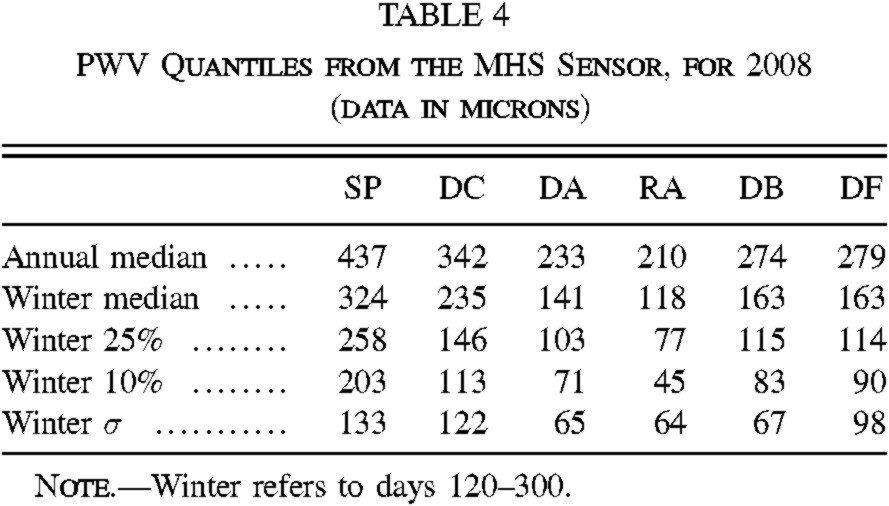 TABLE 4
PWV QUANTILES FROM THE MHS SENSOR, FOR 2008
(DATA IN MICRONS)
SP DC DA RA DB DF
Annual median ..... 437 342 233 210 274 279
Winter median ..... 324 235 141 118 163 163
Winter 25% ........ 258 146 103 77 115 114
Winter 10% ........ 203 113 71 45 83 90
Winter σ ........... 133 122 65 64 67 98
NOTE.—Winter refers to days 120–300.